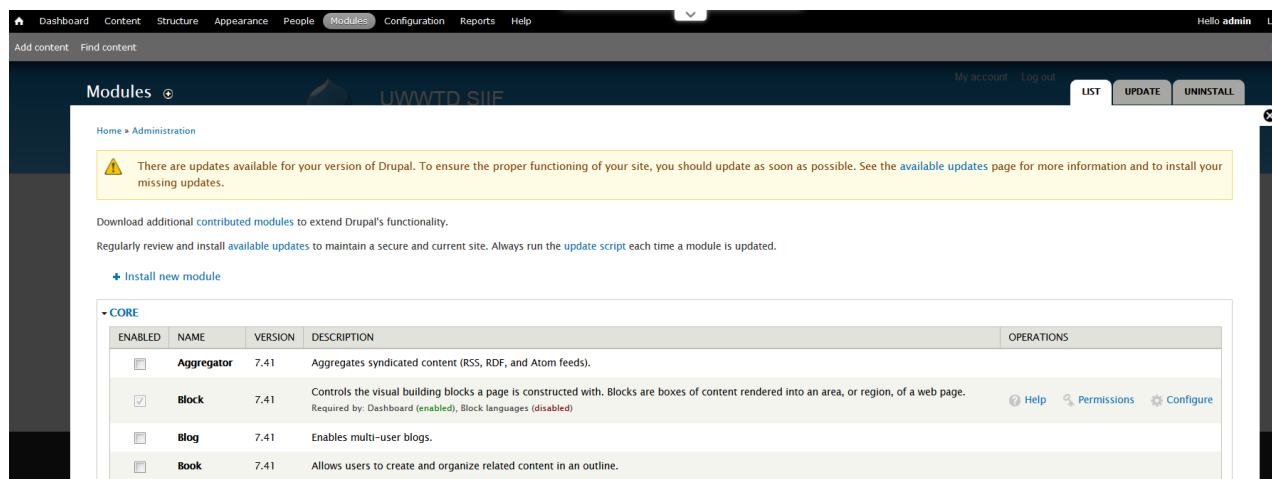 Dashboard Content Structure Appearance People Modules Configuration Reports Help Hello admin L
Add content Find content
My account Log out
Modules
UWWTD SIIF
LIST UPDATE UNINSTALL
Home » Administration
There are updates available for your version of Drupal. To ensure the proper functioning of your site, you should update as soon as possible. See the available updates page for more information and to install your
missing updates.
Download additional contributed modules to extend Drupal's functionality.
Regularly review and install available updates to maintain a secure and current site. Always run the update script each time a module is updated.
+ Install new module
CORE
ENABLED NAME VERSION DESCRIPTION OPERATIONS
Aggregator 7.41 Aggregates syndicated content (RSS, RDF, and Atom feeds).
Controls the visual building blocks a page is constructed with. Blocks are boxes of content rendered into an area, or region, of a web page.
Block 7.41 Help Permissions Configure
Required by: Dashboard (enabled), Block languages (disabled)
Blog 7.41 Enables multi-user blogs.
Book 7.41 Allows users to create and organize related content in an outline.